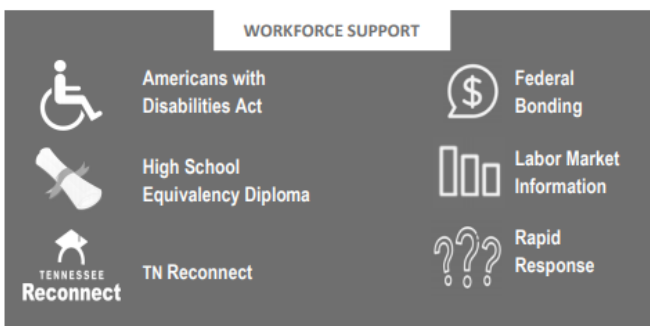 WORKFORCE SUPPORT
Americans with
Disabilities Act
High School
Equivalency Diploma
TENNESSEE
Reconnect
TN Reconnect
$
Federal
Bonding
Labor Market
Information
???
Rapid
Response